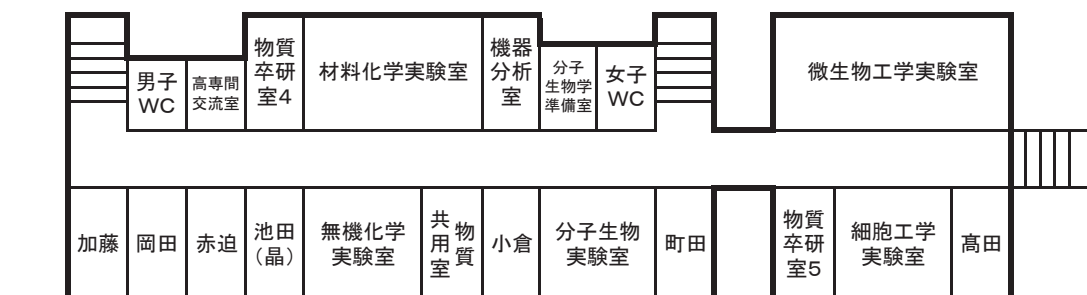 物質
卒研
室4
材料化学実験室
機器
分析
室
男子
WC
高専間
交流室
分子
生物学
準備室
女子
WC
微生物工学実験室
加藤
岡田
赤迫
池田
(晶)
無機化学
実験室
物質
共用室
小倉
分子生物
実験室
町田
物質
卒研
室5
細胞工学
実験室
髙田